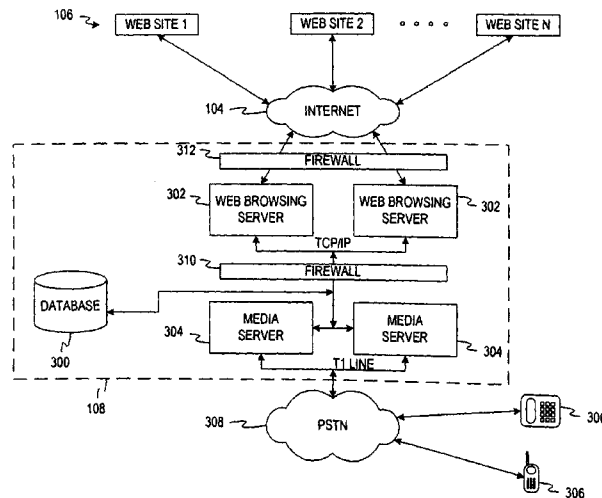 106
WEB SITE 1
WEB SITE 2
WEB SITE N
104
INTERNET
312
FIREWALL
302
WEB BROWSING
SERVER
WEB BROWSING
SERVER
302
TCP/IP
310
FIREWALL
DATABASE
300
304
MEDIA
SERVER
MEDIA
SERVER
304
T1 LINE
108
308
PSTN
306
306